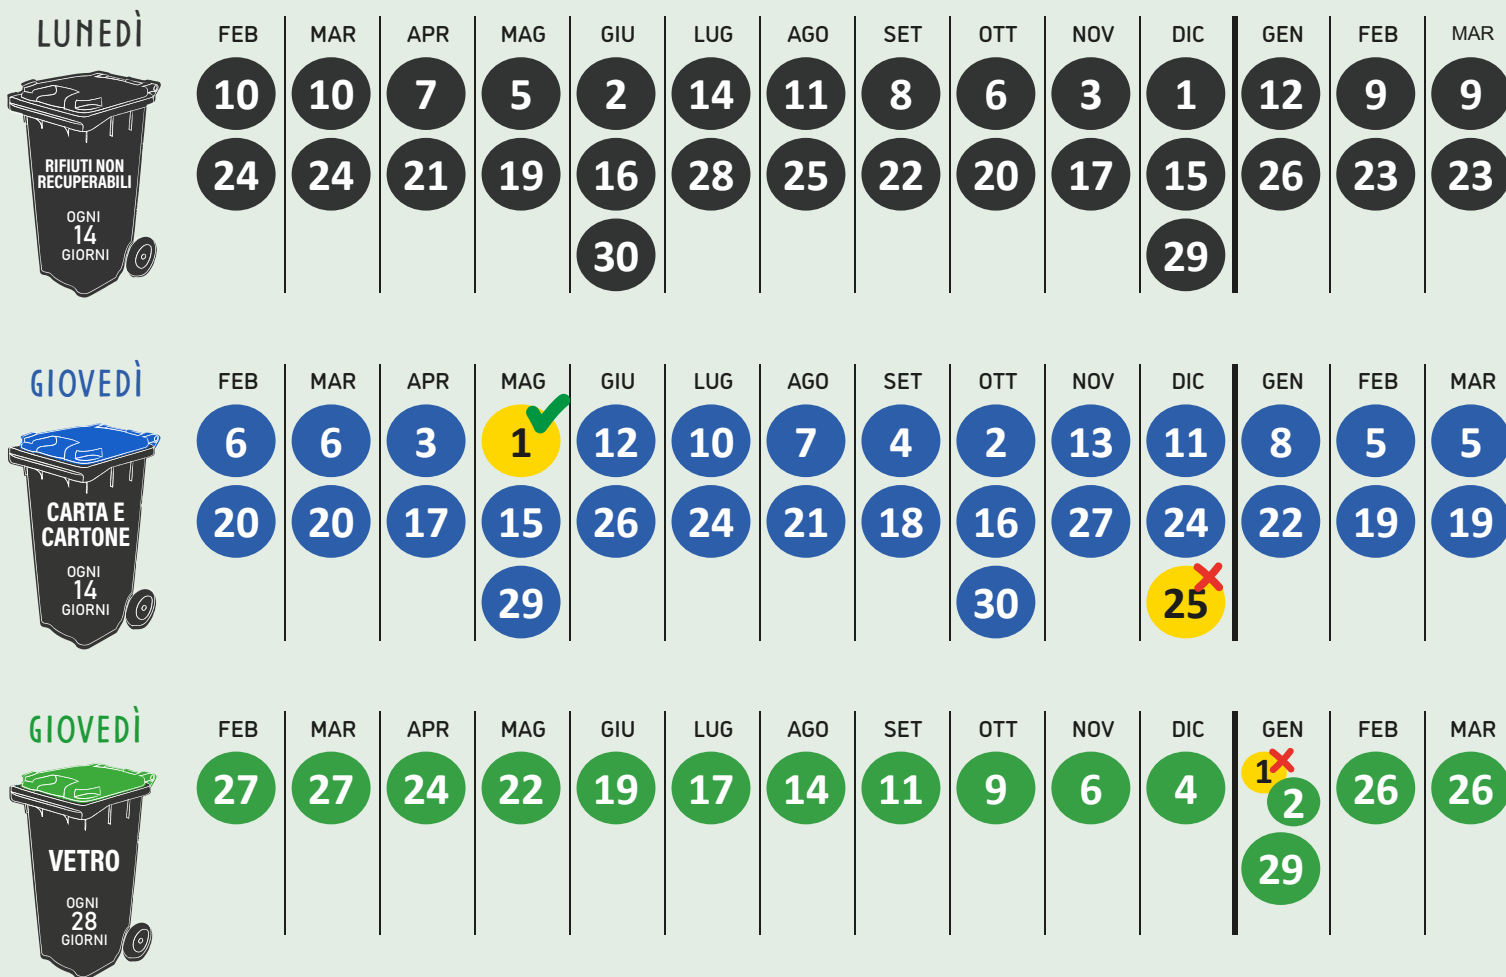 LUNEDÌ
FEB MAR APR MAG GIU LUG AGO SET OTT NOV DIC GEN FEB MAR
10 10 7 5 2 14 11 8 6 3 1 12 9 9
RIFIUTI NON
RECUPERABILI
24 24 21 19 16 28 25 22 20 17 15 26 23 23
OGNI
14
GIORNI
30 29
GIOVEDÌ
FEB MAR APR MAG GIU LUG AGO SET OTT NOV DIC GEN FEB MAR
6 6 3 1 12 10 7 4 2 13 11 8 5 5
CARTA E
CARTONE
20 20 17 15 26 24 21 18 16 27 24 22 19 19
OGNI
14
GIORNI
29 30 25
GIOVEDÌ
FEB MAR APR MAG GIU LUG AGO SET OTT NOV DIC GEN FEB MAR
27 27 24 22 19 17 14 11 9 6 4 1 2 26 26
VETRO
29
OGNI
28
GIORNI